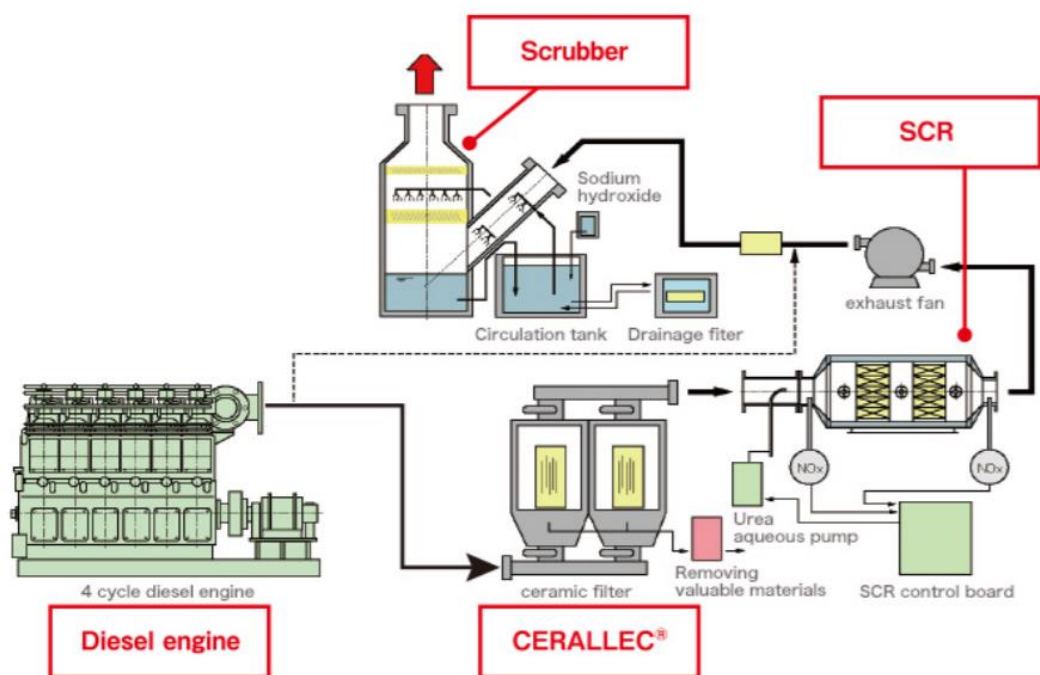 Scrubber
SCR
Sodium
hydroxide
exhaust fan
Circulation tank
Drainage fiter
NOx
NOx
Urea
aqueous pump
Removing
valuable materials
SCR control board
4 cycle diesel engine
ceramic filter
Diesel engine
CERALLEC®